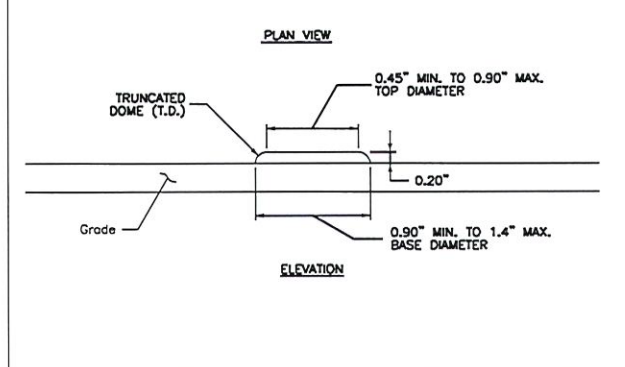 PLAN VIEW
0.45" MIN. TO 0.90" MAX.
TOP DIAMETER
TRUNCATED
DOME (T.D.)
0.20"
Grade
0.90" MIN. TO 1.4" MAX.
BASE DIAMETER
ELEVATION